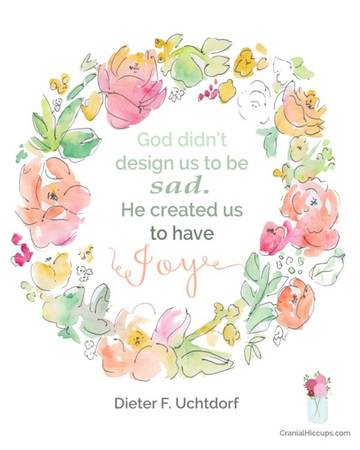 God didn't
design us to be
sad.
He created us
to have
Joy
Dieter F. Uchtdorf
CranialHiccups.com